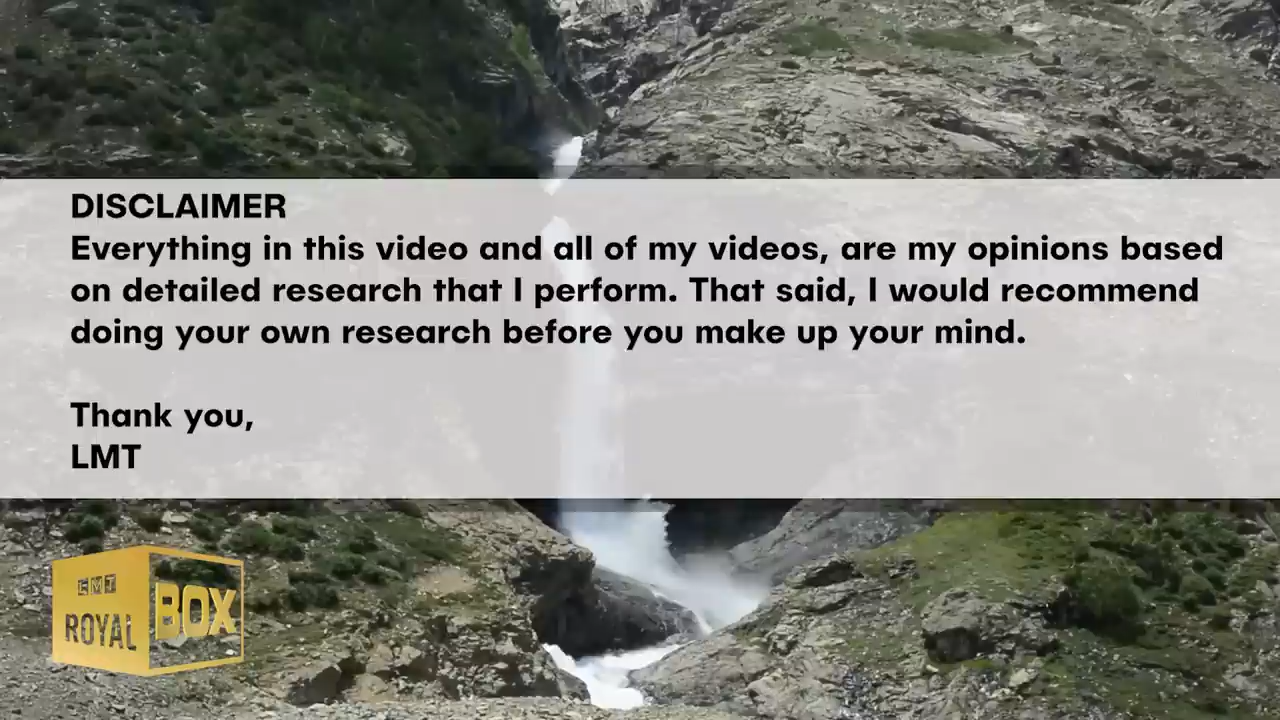 DISCLAIMER
Everything in this video and all of my videos, are my opinions based
on detailed research that I perform. That said, I would recommend
doing your own research before you make up your mind.
Thank you,
LMT
LMT
ROYAL
BOX